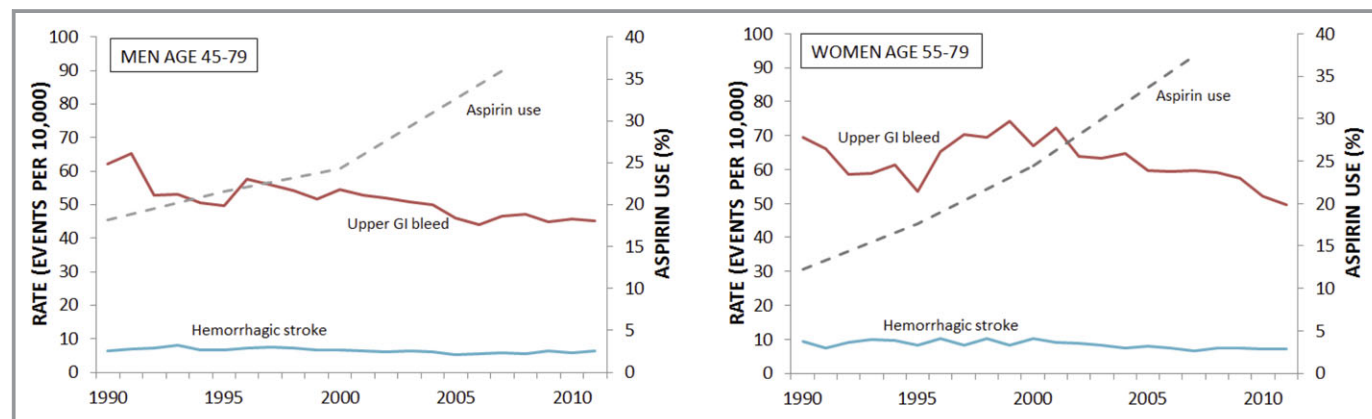 MEN AGE 45-79
RATE (EVENTS PER 10,000)
100
90
80
70
60
50
40
30
20
10
0
Aspirin use
Upper GI bleed
Hemorrhagic stroke
40
35
30
25
20
15
10
5
0
ASPIRIN USE (%)
1990 1995 2000 2005 2010
WOMEN AGE 55-79
RATE (EVENTS PER 10,000)
100
90
80
70
60
50
40
30
20
10
0
Aspirin use
Upper GI bleed
Hemorrhagic stroke
40
35
30
25
20
15
10
5
0
ASPIRIN USE (%)
1990 1995 2000 2005 2010